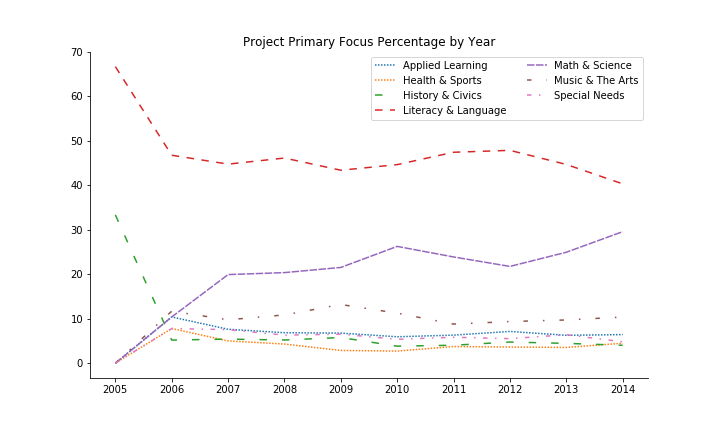 Project Primary Focus Percentage by Year
70
60
50
40
30
20
10
0
Applied Learning
Health & Sports
History & Civics
Literacy & Language
Math & Science
Music & The Arts
Special Needs
2005 2006 2007 2008 2009 2010 2011 2012 2013 2014